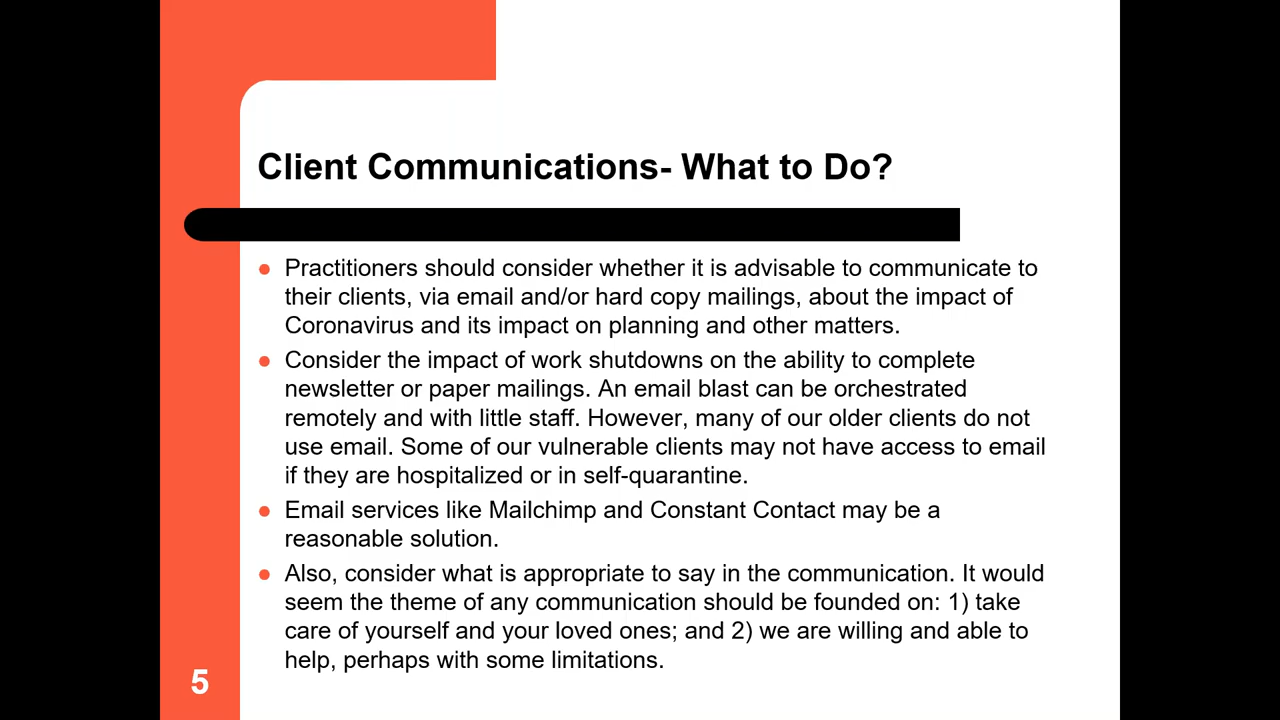 Client Communications- What to Do?
• Practitioners should consider whether it is advisable to communicate to
their clients, via email and/or hard copy mailings, about the impact of
Coronavirus and its impact on planning and other matters.
• Consider the impact of work shutdowns on the ability to complete
newsletter or paper mailings. An email blast can be orchestrated
remotely and with little staff. However, many of our older clients do not
use email. Some of our vulnerable clients may not have access to email
if they are hospitalized or in self-quarantine.
• Email services like Mailchimp and Constant Contact may be a
reasonable solution.
• Also, consider what is appropriate to say in the communication. It would
seem the theme of any communication should be founded on: 1) take
care of yourself and your loved ones; and 2) we are willing and able to
help, perhaps with some limitations.
5